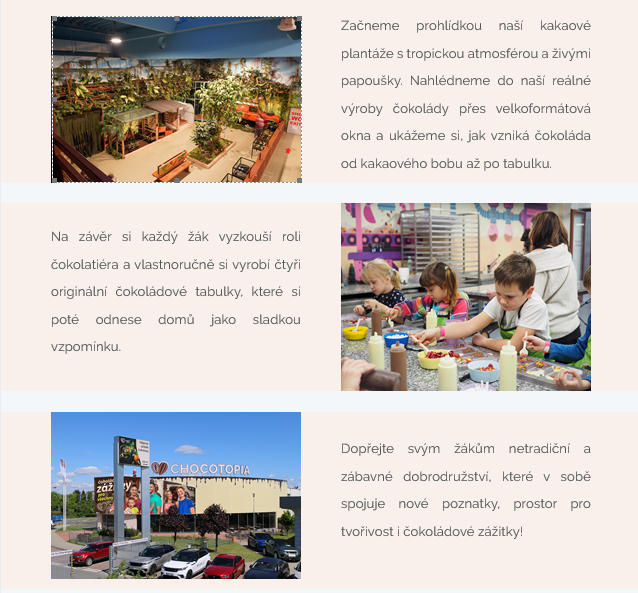 Začneme prohlídkou naší kakaové
plantáže s tropickou atmosférou a živými
papoušky. Nahlédneme do naší reálné
výroby čokolády přes velkoformátová
okna a ukážeme si, jak vzniká čokoláda
od kakaového bobu až po tabulku.
Na závěr si každý žák vyzkouší roli
čokolatiéra a vlastnoručně si vyrobí čtyři
originální čokoládové tabulky, které si
poté odnese domů jako sladkou
vzpomínku.
CHOCOTOPIA
Dopřejte svým žákům netradiční a
zábavné dobrodružství, které v sobě
spojuje nové poznatky, prostor pro
tvořivost i čokoládové zážitky!